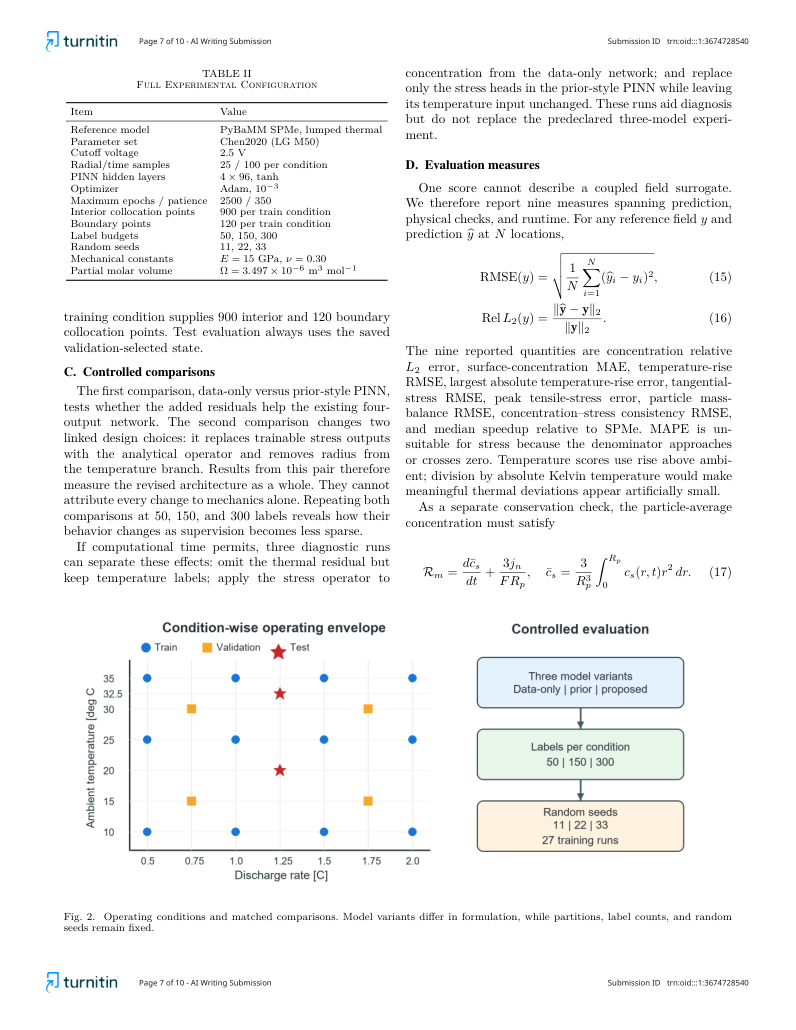 turnitin Page 7 of 10 - AI Writing Submission Submission ID trn:oid:::1:3674728540
TABLE II
Full Experimental Configuration
Item Value
Reference model PyBaMM SPMe, lumped thermal
Parameter set Chen2020 (LG M50)
Cutoff voltage 2.5 V
Radial/time samples 25 / 100 per condition
PINN hidden layers 4 × 96, tanh
Optimizer Adam, 10⁻³
Maximum epochs / patience 2500 / 350
Interior collocation points 900 per train condition
Boundary points 120 per train condition
Label budgets 50, 150, 300
Random seeds 11, 22, 33
Mechanical constants E = 15 GPa, ν = 0.30
Partial molar volume Ω = 3.497 × 10⁻⁶ m³ mol⁻¹
training condition supplies 900 interior and 120 boundary
collocation points. Test evaluation always uses the saved
validation-selected state.
C. Controlled comparisons
The first comparison, data-only versus prior-style PINN,
tests whether the added residuals help the existing four-
output network. The second comparison changes two
linked design choices: it replaces trainable stress outputs
with the analytical operator and removes radius from
the temperature branch. Results from this pair therefore
measure the revised architecture as a whole. They cannot
attribute every change to mechanics alone. Repeating both
comparisons at 50, 150, and 300 labels reveals how their
behavior changes as supervision becomes less sparse.
If computational time permits, three diagnostic runs
can separate these effects: omit the thermal residual but
keep temperature labels; apply the stress operator to
concentration from the data-only network; and replace
only the stress heads in the prior-style PINN while leaving
its temperature input unchanged. These runs aid diagnosis
but do not replace the predeclared three-model experi-
ment.
D. Evaluation measures
One score cannot describe a coupled field surrogate.
We therefore report nine measures spanning prediction,
physical checks, and runtime. For any reference field y and
prediction ŷ at N locations,
RMSE(y) = √(1/N ∑_{i=1}^{N} (ŷᵢ − yᵢ)²), (15)
Rel L₂(y) = ‖ŷ − y‖₂ / ‖y‖₂. (16)
The nine reported quantities are concentration relative
L₂ error, surface-concentration MAE, temperature-rise
RMSE, largest absolute temperature-rise error, tangential-
stress RMSE, peak tensile-stress error, particle mass-
balance RMSE, concentration–stress consistency RMSE,
and median speedup relative to SPMe. MAPE is un-
suitable for stress because the denominator approaches
or crosses zero. Temperature scores use rise above ambi-
ent; division by absolute Kelvin temperature would make
meaningful thermal deviations appear artificially small.
As a separate conservation check, the particle-average
concentration must satisfy
ℛₘ = dc̄ₛ/dt + 3jₙ/(FRₚ), c̄ₛ = 3/Rₚ³ ∫₀^{Rₚ} cₛ(r, t)r² dr. (17)
Condition-wise operating envelope
Train Validation Test
Ambient temperature [deg C
35
32.5
30
25
20
15
10
0.5 0.75 1.0 1.25 1.5 1.75 2.0
Discharge rate [C]
Controlled evaluation
Three model variants
Data-only | prior | proposed
Labels per condition
50 | 150 | 300
Random seeds
11 | 22 | 33
27 training runs
Fig. 2. Operating conditions and matched comparisons. Model variants differ in formulation, while partitions, label counts, and random
seeds remain fixed.
turnitin Page 7 of 10 - AI Writing Submission Submission ID trn:oid:::1:3674728540